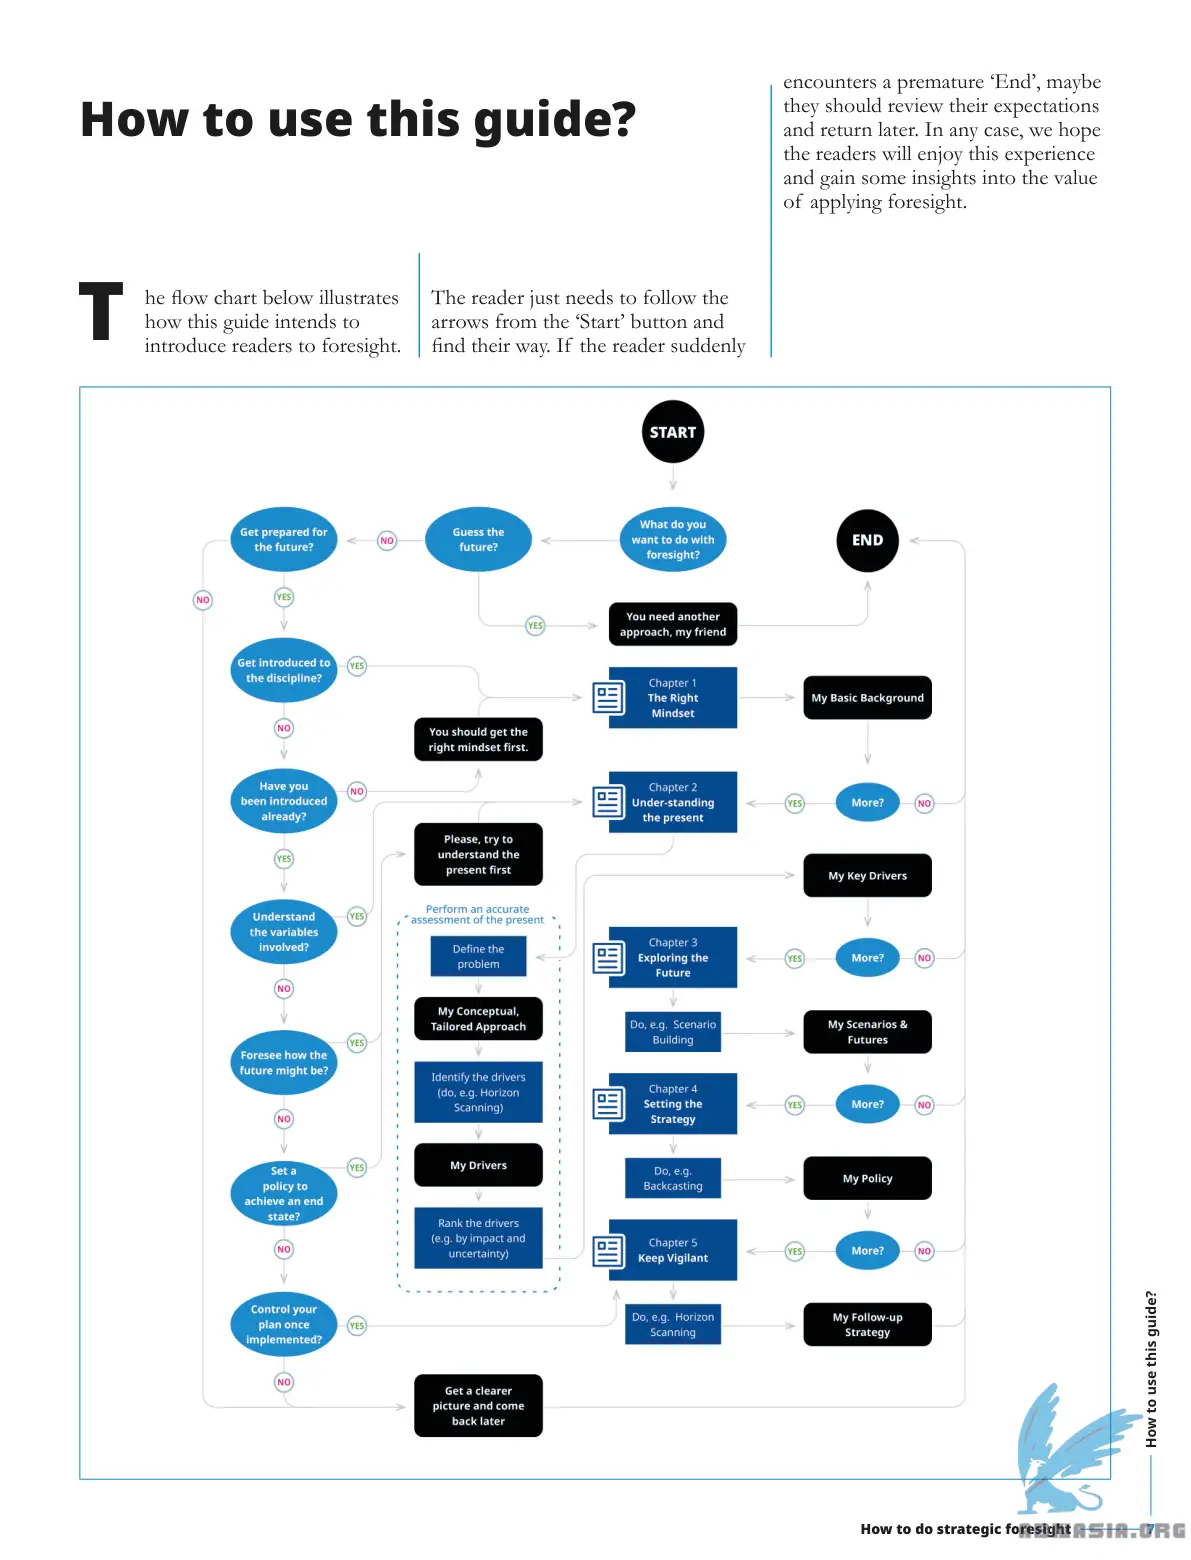 How to use this guide?
The flow chart below illustrates
how this guide intends to
introduce readers to foresight.
The reader just needs to follow the
arrows from the ‘Start’ button and
find their way. If the reader suddenly
encounters a premature ‘End’, maybe
they should review their expectations
and return later. In any case, we hope
the readers will enjoy this experience
and gain some insights into the value
of applying foresight.
START
Get prepared for
the future?
NO
Guess the
future?
What do you
want to do with
foresight?
END
NO
YES
YES
You need another
approach, my friend
Get introduced to
the discipline?
YES
Chapter 1
The Right
Mindset
My Basic Background
NO
You should get the
right mindset first.
Have you
been introduced
already?
NO
Chapter 2
Under-standing
the present
YES
More?
NO
YES
Please, try to
understand the
present first
My Key Drivers
Understand
the variables
involved?
YES
Perform an accurate
assessment of the present
Define the
problem
Chapter 3
Exploring the
Future
YES
More?
NO
NO
My Conceptual,
Tailored Approach
Do, e.g. Scenario
Building
My Scenarios &
Futures
Foresee how the
future might be?
YES
Identify the drivers
(do, e.g. Horizon
Scanning)
Chapter 4
Setting the
Strategy
YES
More?
NO
NO
My Drivers
Do, e.g.
Backcasting
My Policy
Set a
policy to
achieve an end
state?
YES
Rank the drivers
(e.g. by impact and
uncertainty)
Chapter 5
Keep Vigilant
YES
More?
NO
NO
Control your
plan once
implemented?
YES
Do, e.g. Horizon
Scanning
My Follow-up
Strategy
NO
Get a clearer
picture and come
back later
How to use this guide?
How to do strategic foresight
7
ASIA.ORG